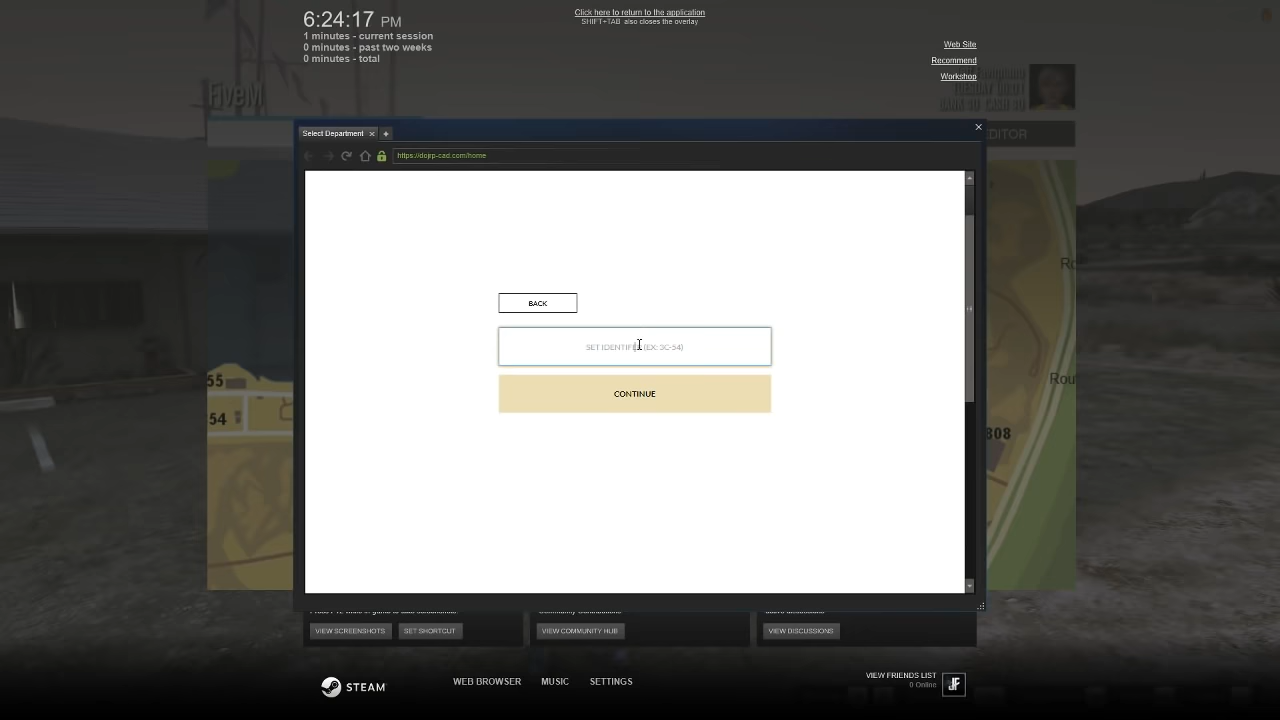 6:24:17 PM
1 minutes - current session
0 minutes - past two weeks
0 minutes - total
Click here to return to the application
SHIFT+TAB also closes the overlay
Web Site
Recommend
Workshop
FiveM
EDITOR
Select Department
https://dojrp-cad.com/home
BACK
SET IDENTIFIER (EX: 3C-54)
CONTINUE
55
54
808
VIEW SCREENSHOTS
SET SHORTCUT
VIEW COMMUNITY HUB
VIEW DISCUSSIONS
STEAM
WEB BROWSER
MUSIC
SETTINGS
VIEW FRIENDS LIST
0 Online